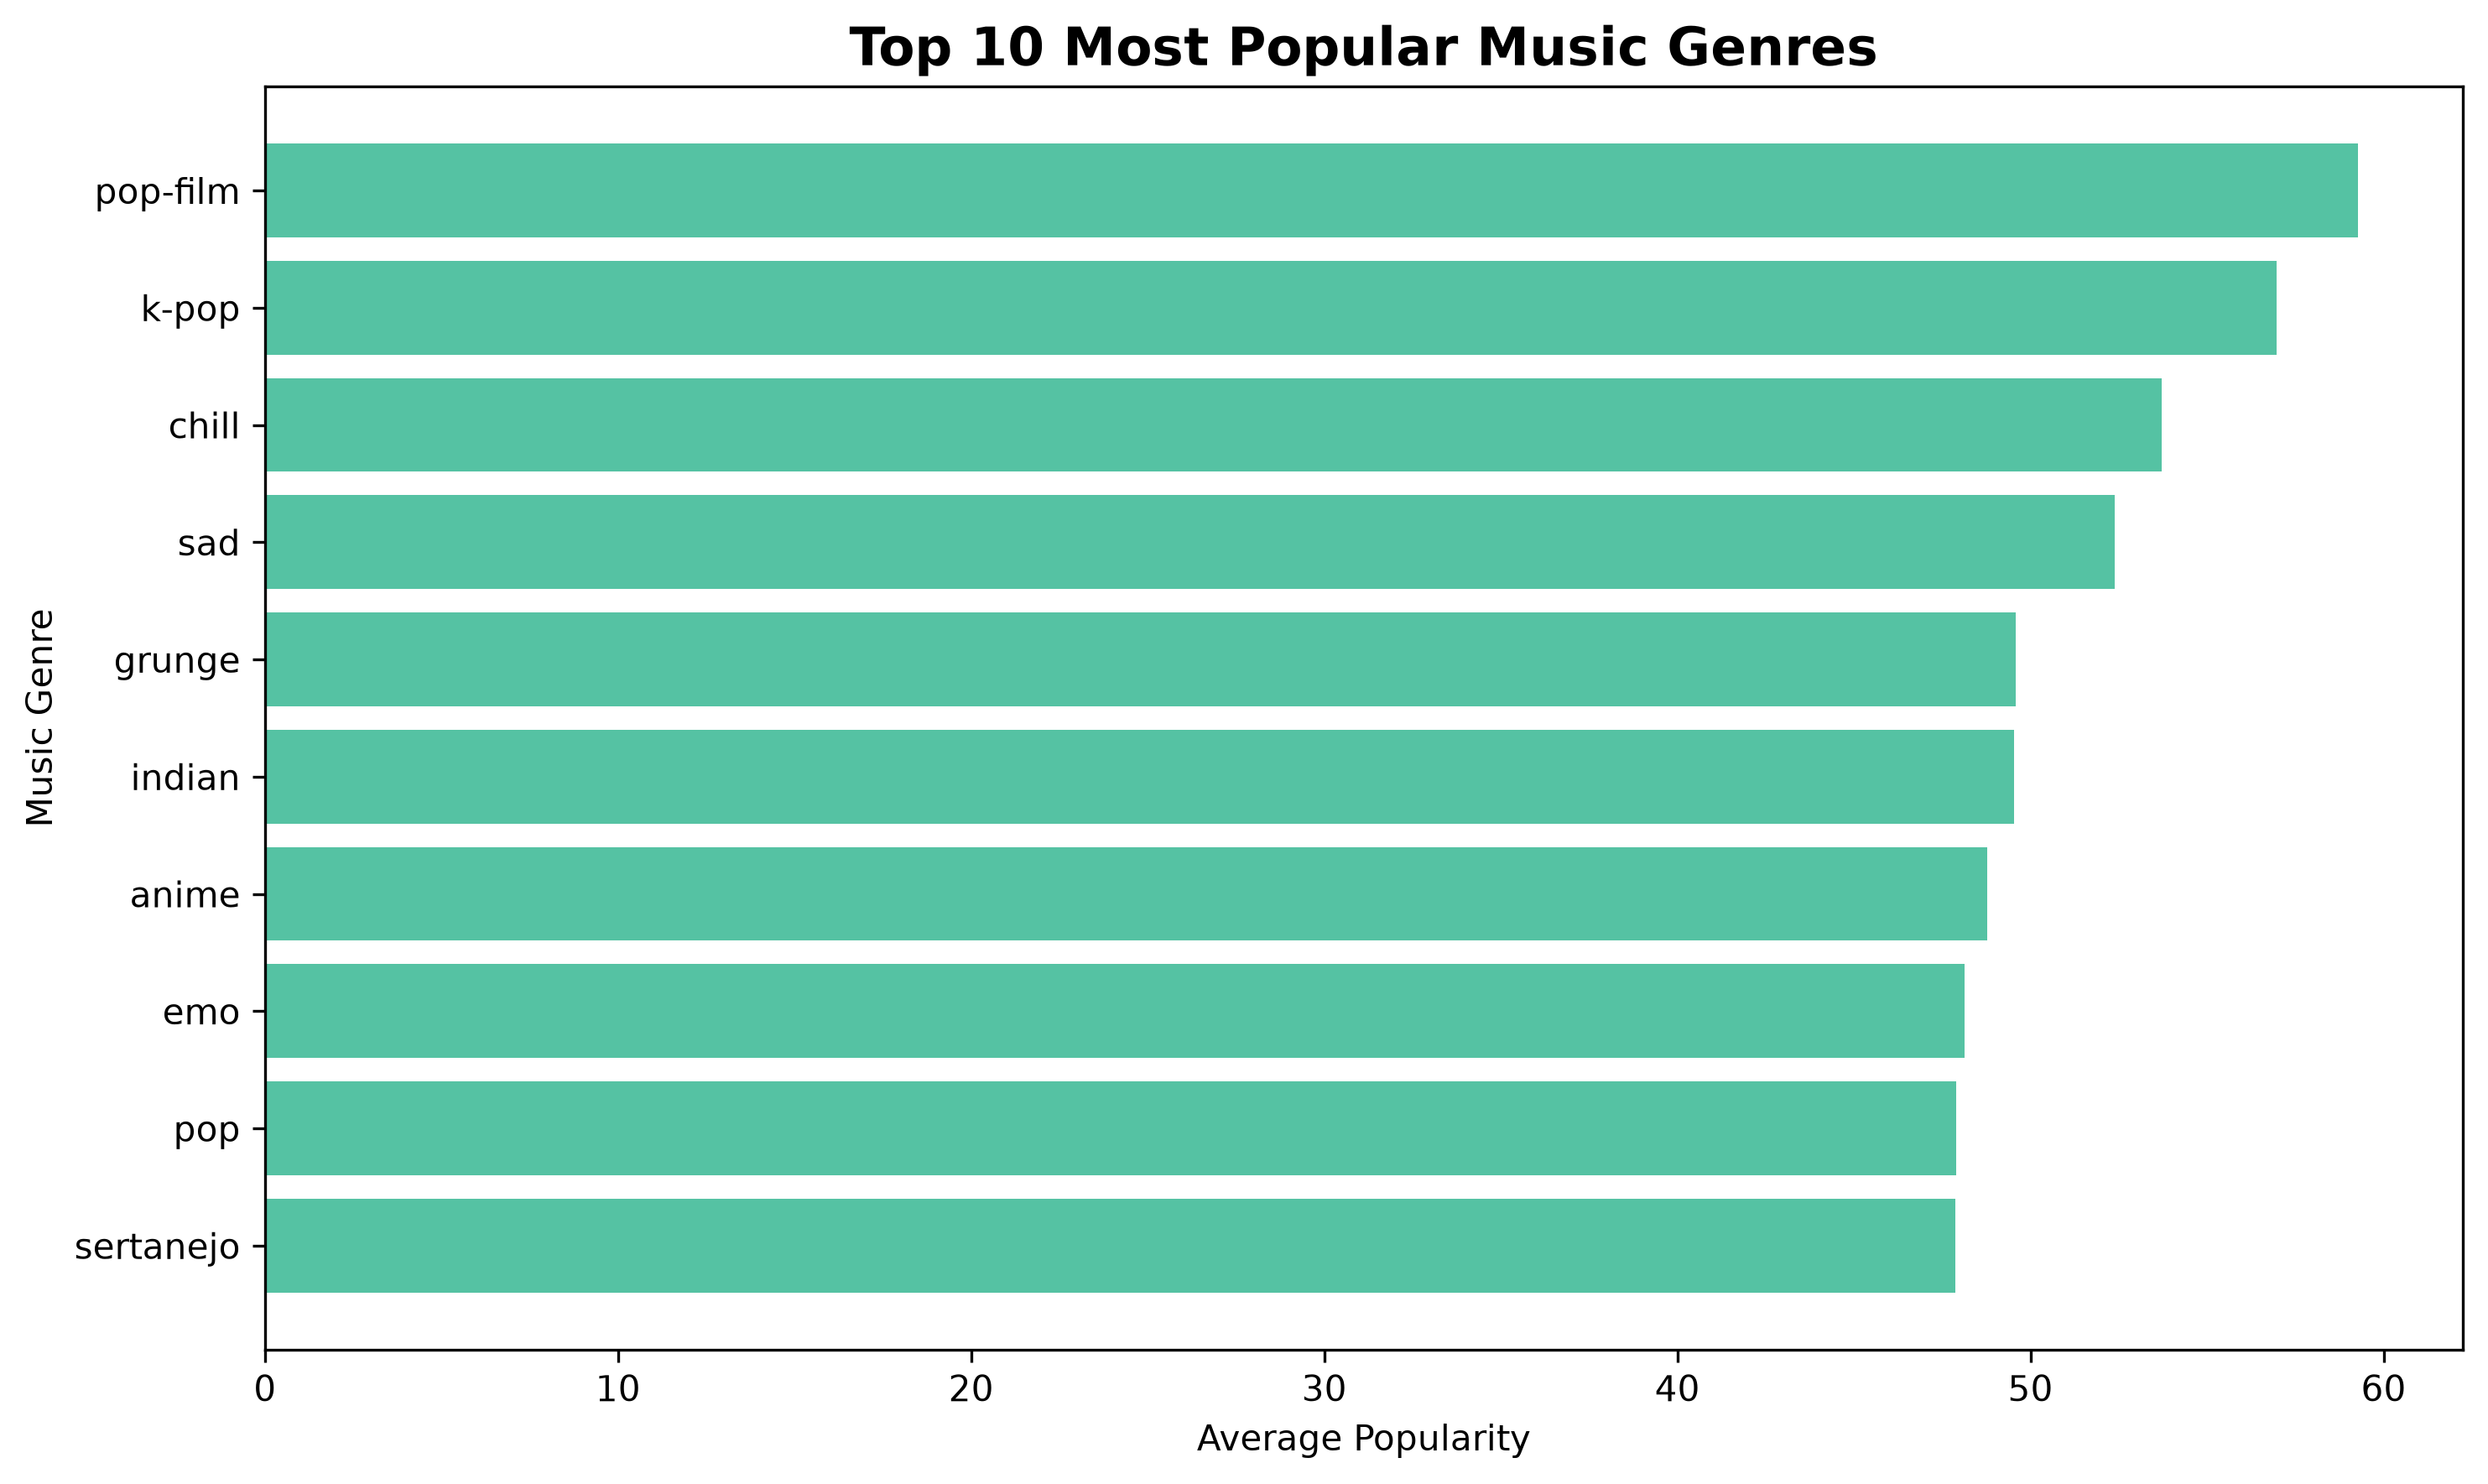 Top 10 Most Popular Music Genres
pop-film
k-pop
chill
sad
grunge
indian
anime
emo
pop
sertanejo
Music Genre
0 10 20 30 40 50 60
Average Popularity